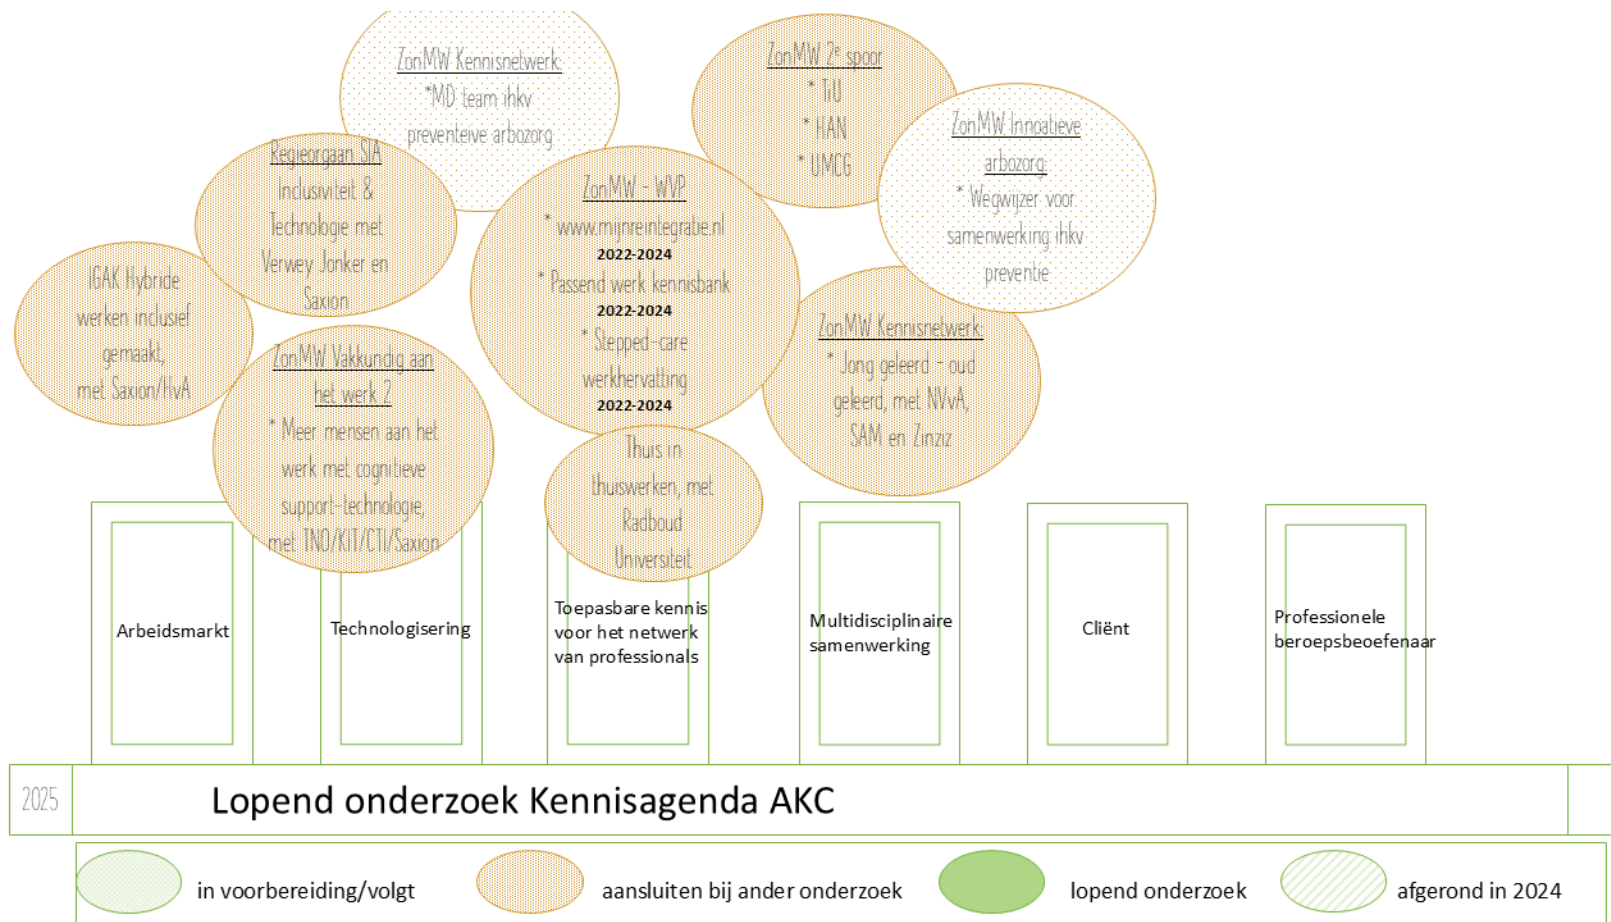 ZonMW Kennisnetwerk:
*MD team ihkv
preventeive arbozorg
ZonMW 2e spoor
* TiU
* HAN
* UMCG
ZonMW Innoatieve
arbozorg:
* Wegwijzer voor
samenwerking ihkv
preventie
Regieorgaan SIA
Inclusiviteit &
Technologie met
Verwey Jonker en
Saxion
ZonMW - WVP
* www.mijnreintegratie.nl
2022-2024
* Passend werk kennisbank
2022-2024
* Stepped-care
werkhervatting
2022-2024
IGAK Hybride
werken inclusief
gemaakt,
met Saxion/HvA
ZonMW Vakkundig aan
het werk 2
* Meer mensen aan het
werk met cognitieve
support-technologie,
met TNO/KIT/CTI/Saxion
ZonMW Kennisnetwerk:
* Jong geleerd - oud
geleerd, met NVvA,
SAM en Zinziz
Thuis in
thuiswerken, met
Radboud
Universiteit
Arbeidsmarkt
Technologisering
Toepasbare kennis
voor het netwerk
van professionals
Multidisciplinaire
samenwerking
Cliënt
Professionele
beroepsbeoefenaar
2025
Lopend onderzoek Kennisagenda AKC
in voorbereiding/volgt
aansluiten bij ander onderzoek
lopend onderzoek
afgerond in 2024